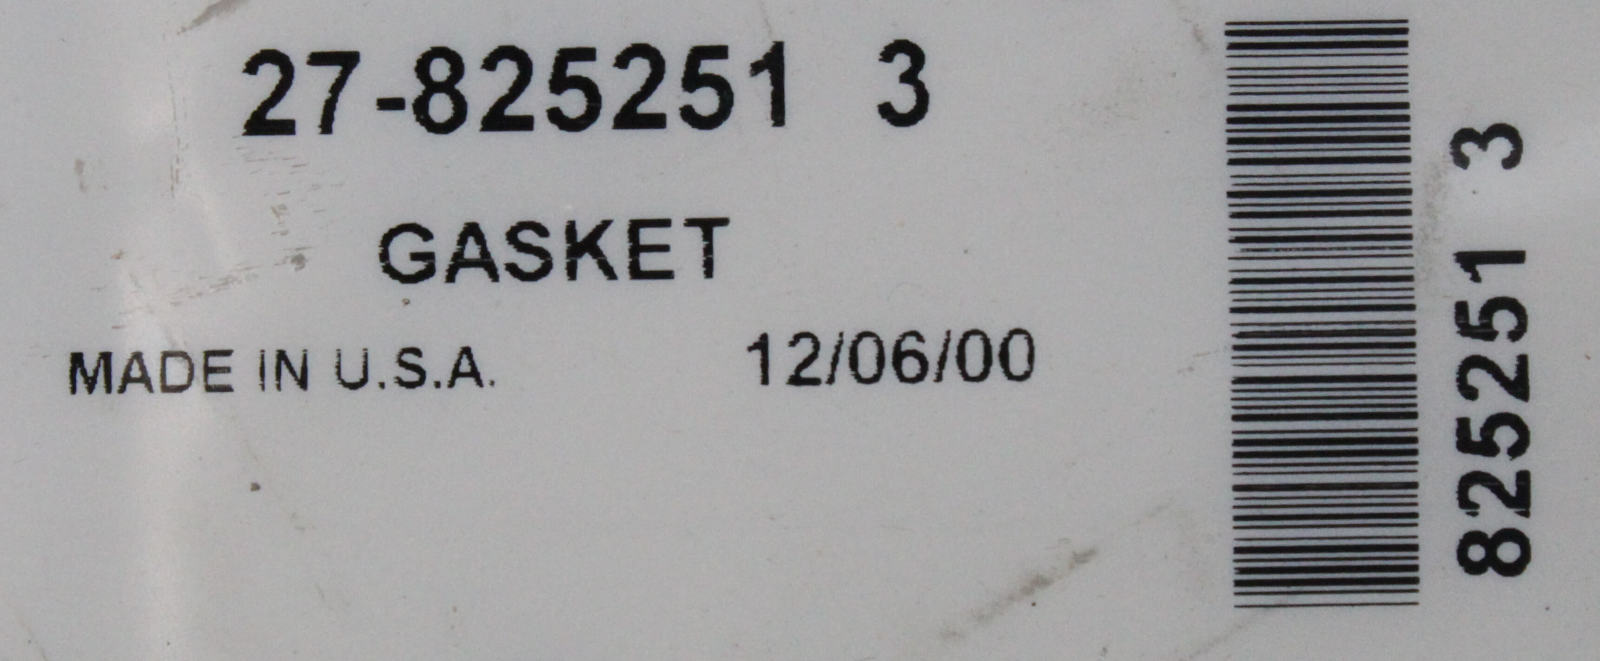 27-825251 3
GASKET
MADE IN U.S.A. 12/06/00
825251 3